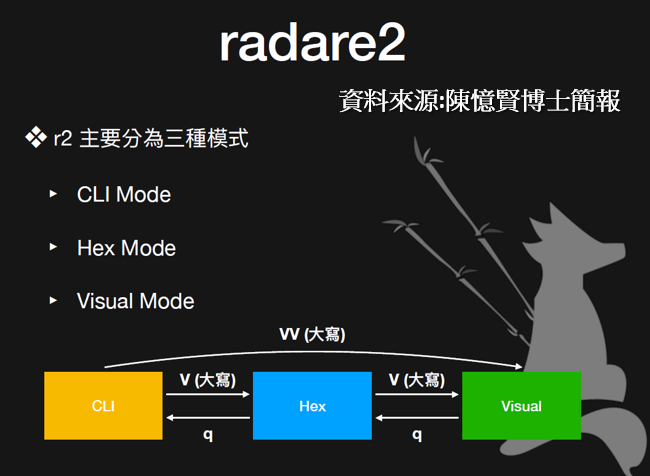 radare2
資料來源:陳憶賢博士簡報
❖ r2 主要分為三種模式
▸ CLI Mode
▸ Hex Mode
▸ Visual Mode
VV (大寫)
V (大寫) V (大寫)
CLI Hex Visual
q q